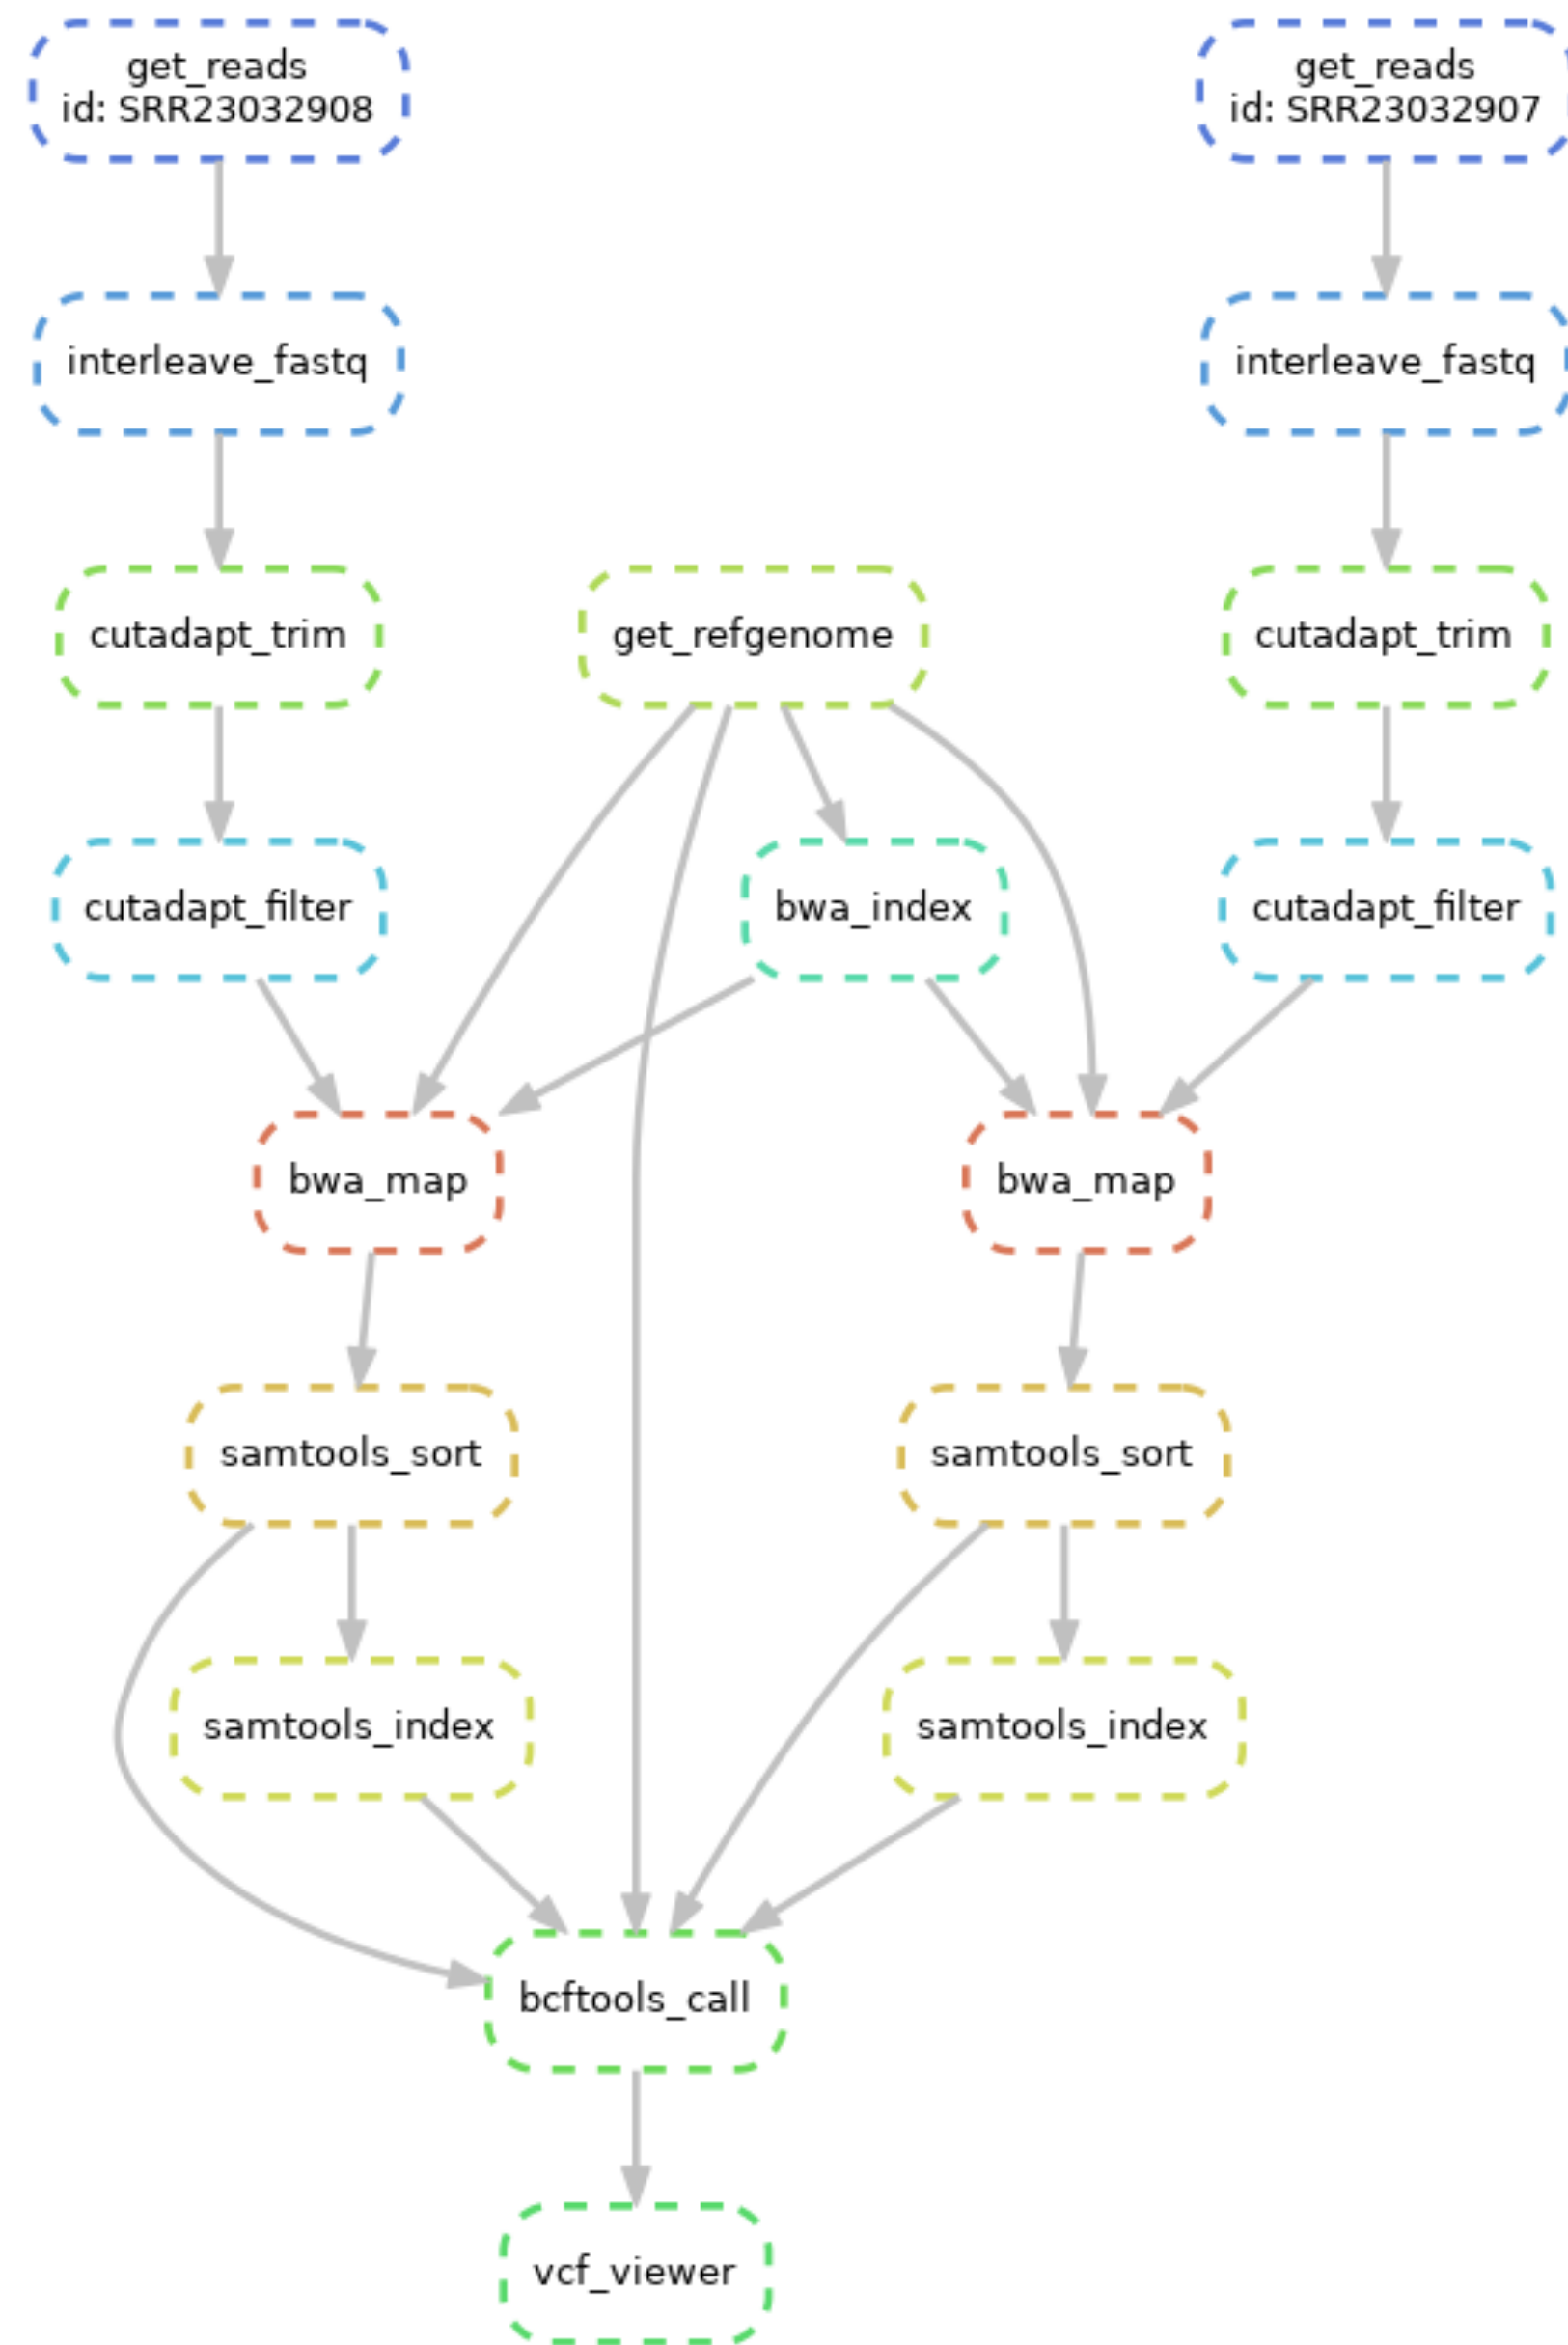 get_reads
id: SRR23032908
get_reads
id: SRR23032907
interleave_fastq
interleave_fastq
cutadapt_trim
get_refgenome
cutadapt_trim
cutadapt_filter
bwa_index
cutadapt_filter
bwa_map
bwa_map
samtools_sort
samtools_sort
samtools_index
samtools_index
bcftools_call
vcf_viewer